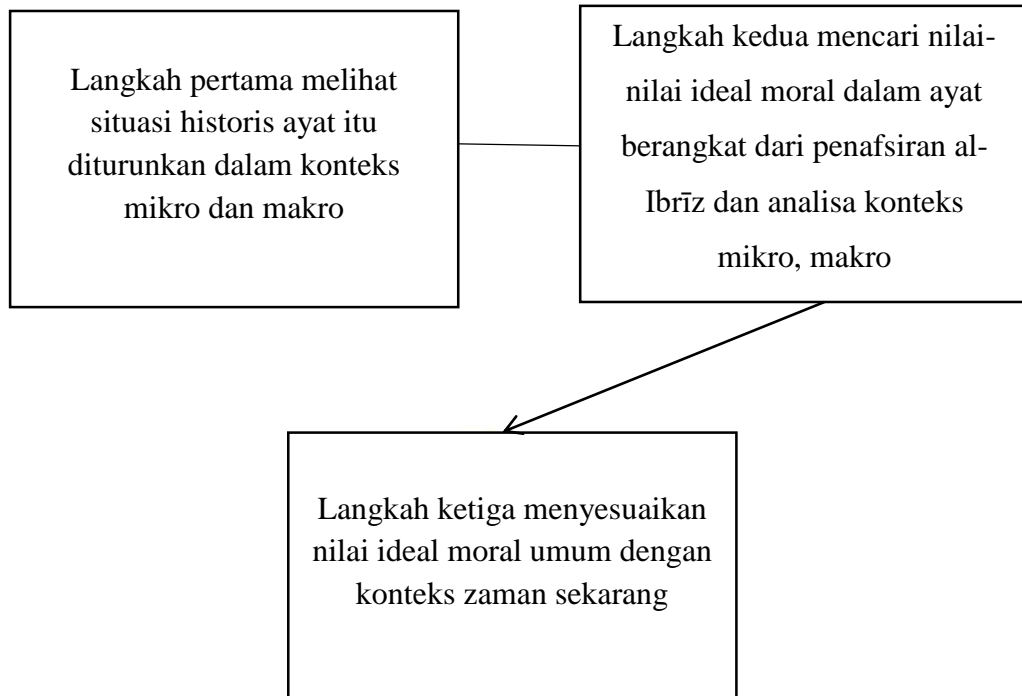 Langkah pertama melihat
situasi historis ayat itu
diturunkan dalam konteks
mikro dan makro
Langkah kedua mencari nilai-
nilai ideal moral dalam ayat
berangkat dari penafsiran al-
Ibrīz dan analisa konteks
mikro, makro
Langkah ketiga menyesuaikan
nilai ideal moral umum dengan
konteks zaman sekarang